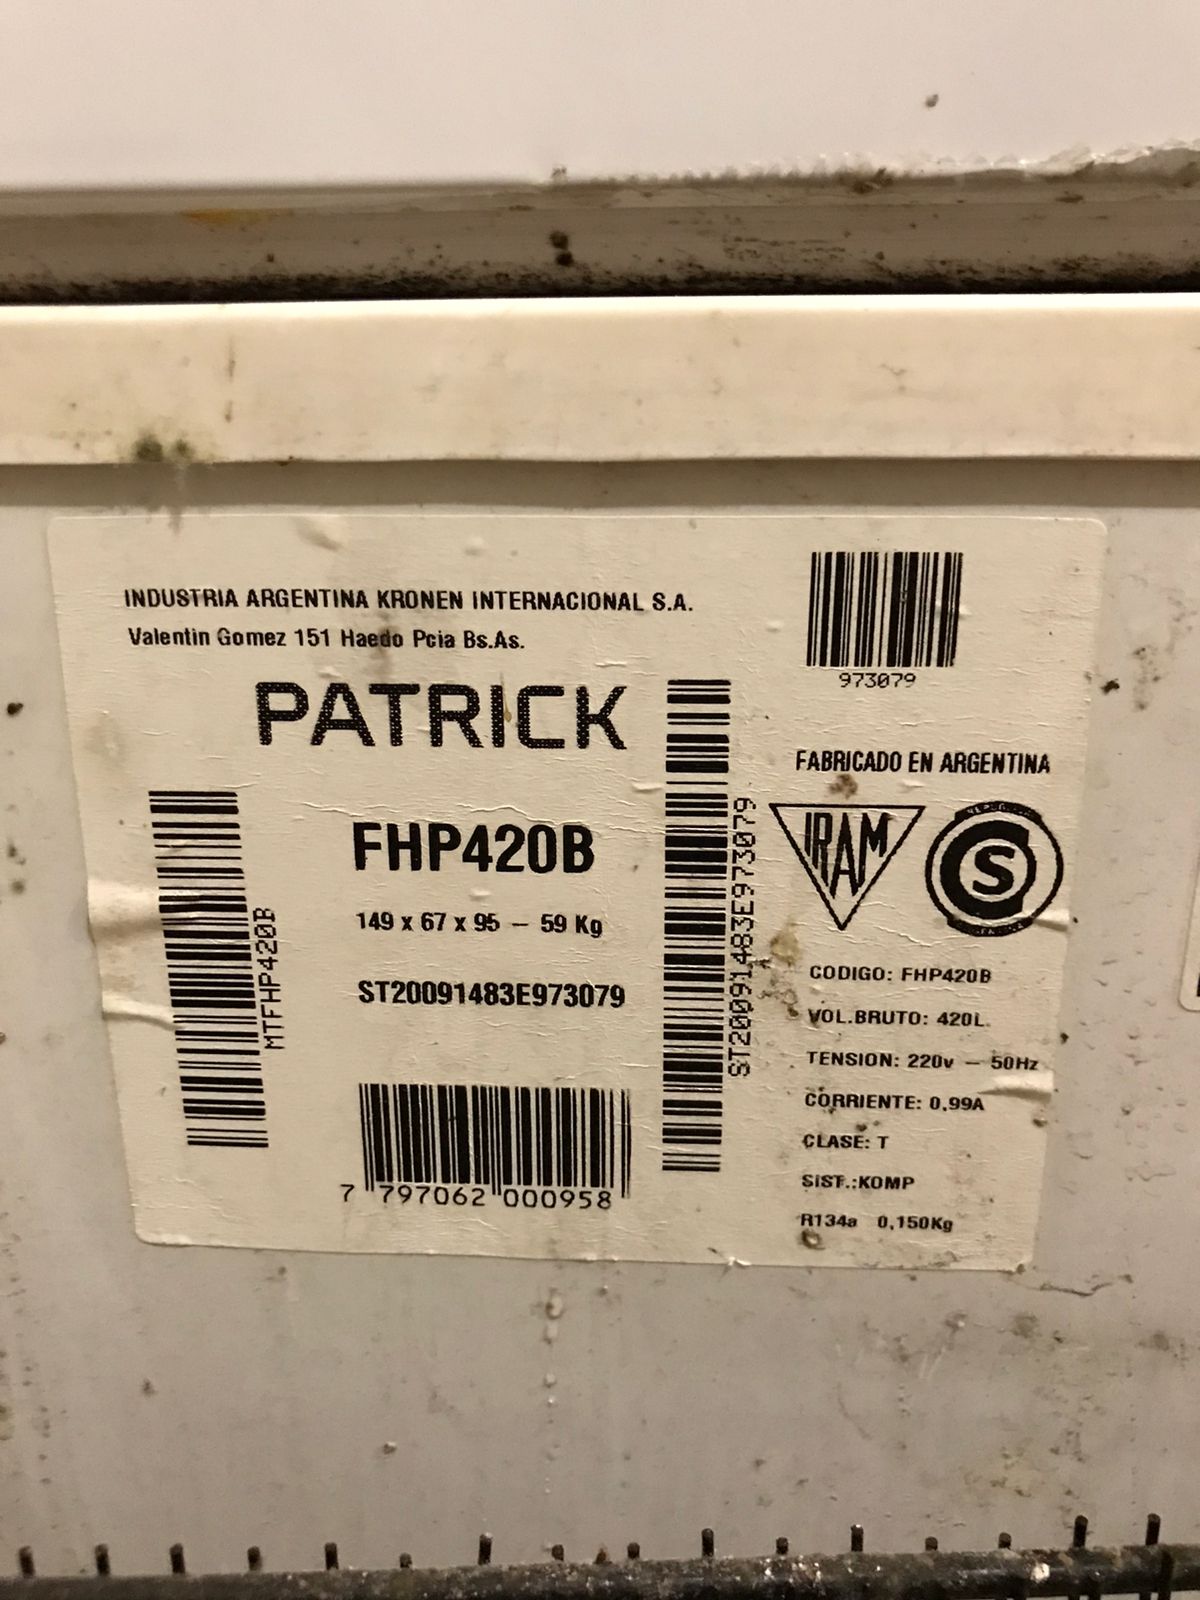 INDUSTRIA ARGENTINA KRONEN INTERNACIONAL S.A.
Valentin Gomez 151 Haedo Pcia Bs.As.
973079
PATRICK
FABRICADO EN ARGENTINA
IRAM
S
FHP420B
149 x 67 x 95 – 59 Kg
ST20091483E973079
MTFHP420B
ST20091483E973079
7 797062 000958
CODIGO: FHP420B
VOL.BRUTO: 420L.
TENSION: 220v – 50Hz
CORRIENTE: 0,99A
CLASE: T
SIST.:KOMP
R134a 0,150Kg